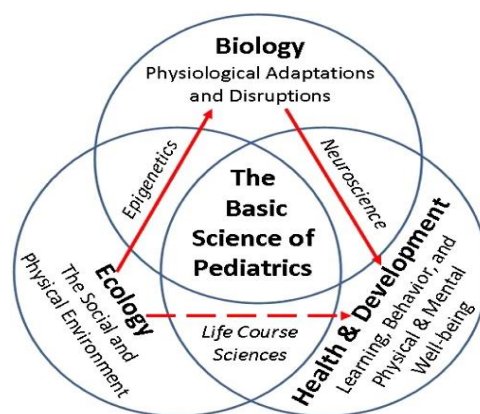 Biology
Physiological Adaptations
and Disruptions
Epigenetics
Neuroscience
The
Basic
Science of
Pediatrics
Ecology
The Social and
Physical Environment
Life Course
Sciences
Health & Development
Learning, Behavior, and
Physical & Mental
Well-being